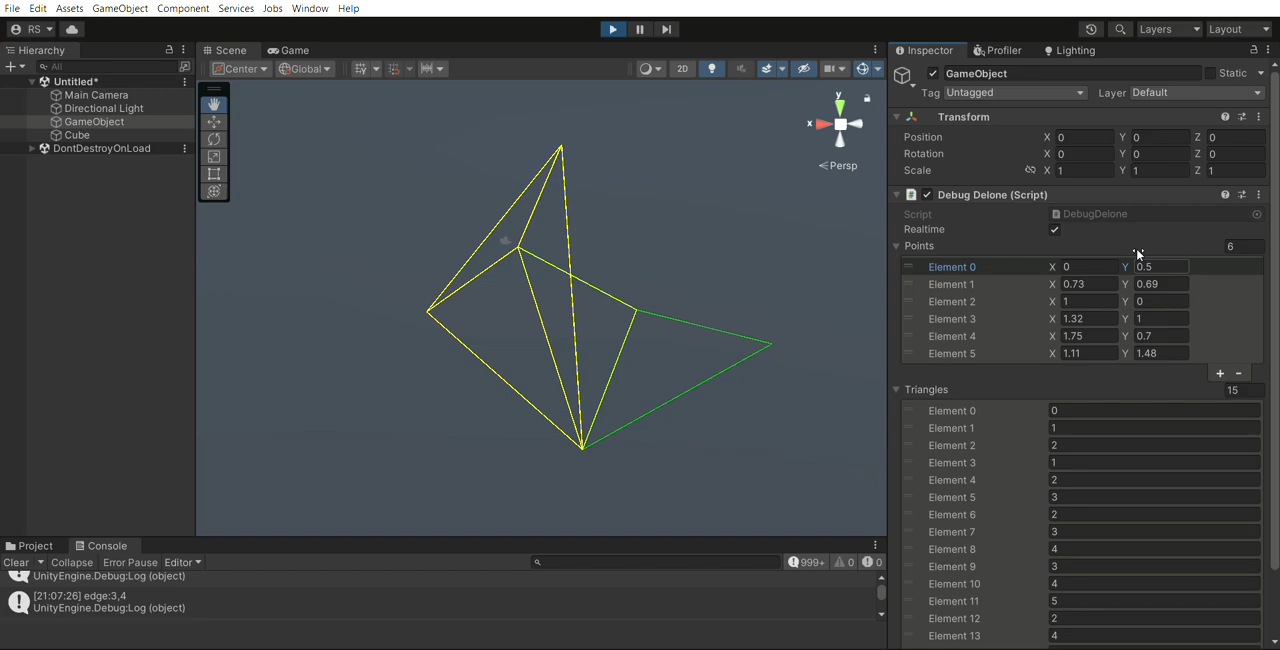 File Edit Assets GameObject Component Services Jobs Window Help
RS Layers Layout
Hierarchy
All
Untitled*
Main Camera
Directional Light
GameObject
Cube
DontDestroyOnLoad
Scene Game
Center Global 2D
y
x
Persp
Inspector Profiler Lighting
GameObject Static
Tag Untagged Layer Default
Transform
Position X 0 Y 0 Z 0
Rotation X 0 Y 0 Z 0
Scale X 1 Y 1 Z 1
Debug Delone (Script)
Script DebugDelone
Realtime
Points 6
Element 0 X 0 Y 0.5
Element 1 X 0.73 Y 0.69
Element 2 X 1 Y 0
Element 3 X 1.32 Y 1
Element 4 X 1.75 Y 0.7
Element 5 X 1.11 Y 1.48
+ -
Triangles 15
Element 0 0
Element 1 1
Element 2 2
Element 3 1
Element 4 2
Element 5 3
Element 6 2
Element 7 3
Element 8 4
Element 9 3
Element 10 4
Element 11 5
Element 12 2
Element 13 4
Project Console
Clear Collapse Error Pause Editor 999+ 0 0
UnityEngine.Debug:Log (object)
[21:07:26] edge:3,4
UnityEngine.Debug:Log (object)